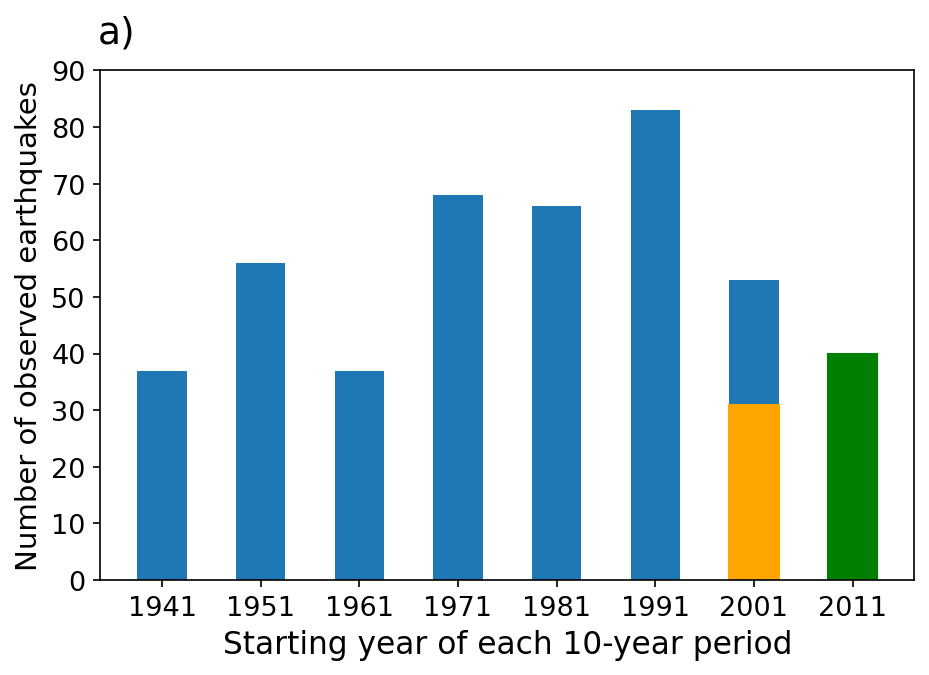 a)
90
80
70
60
50
40
30
20
10
0
Number of observed earthquakes
1941 1951 1961 1971 1981 1991 2001 2011
Starting year of each 10-year period